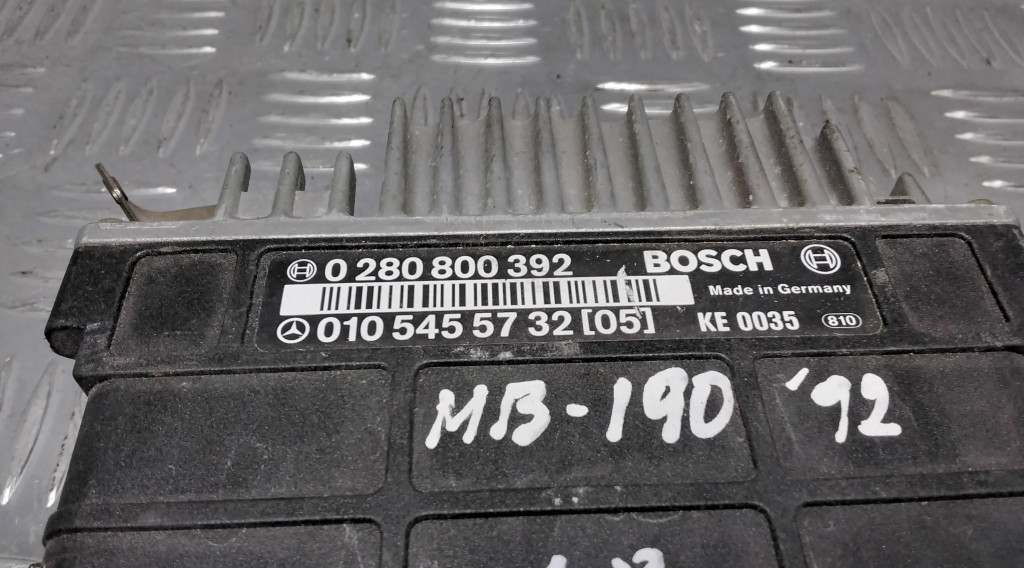 0 280 800 392 BOSCH
Made in Germany
010 545 57 32 [05] KE 0035 810
MB-190 '92